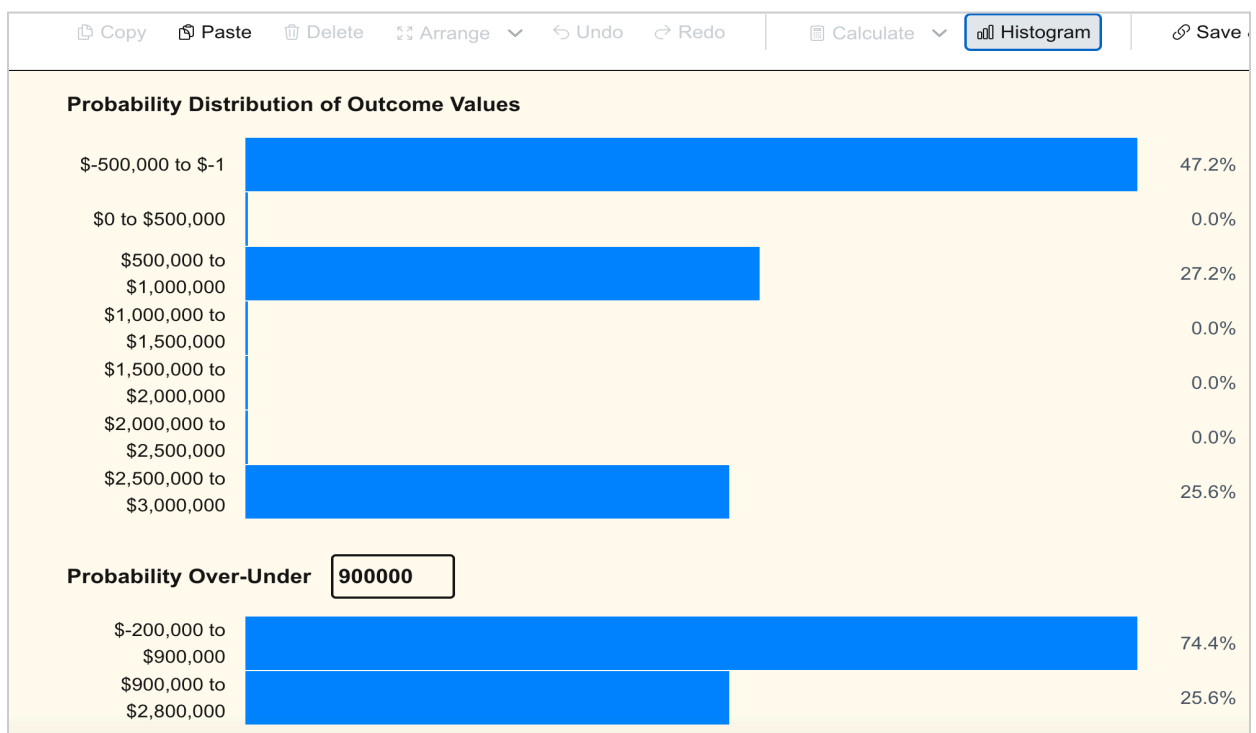 Copy Paste Delete Arrange Undo Redo Calculate Histogram Save
Probability Distribution of Outcome Values
$-500,000 to $-1 47.2%
$0 to $500,000 0.0%
$500,000 to
$1,000,000 27.2%
$1,000,000 to
$1,500,000 0.0%
$1,500,000 to
$2,000,000 0.0%
$2,000,000 to
$2,500,000 0.0%
$2,500,000 to
$3,000,000 25.6%
Probability Over-Under 900000
$-200,000 to
$900,000 74.4%
$900,000 to
$2,800,000 25.6%